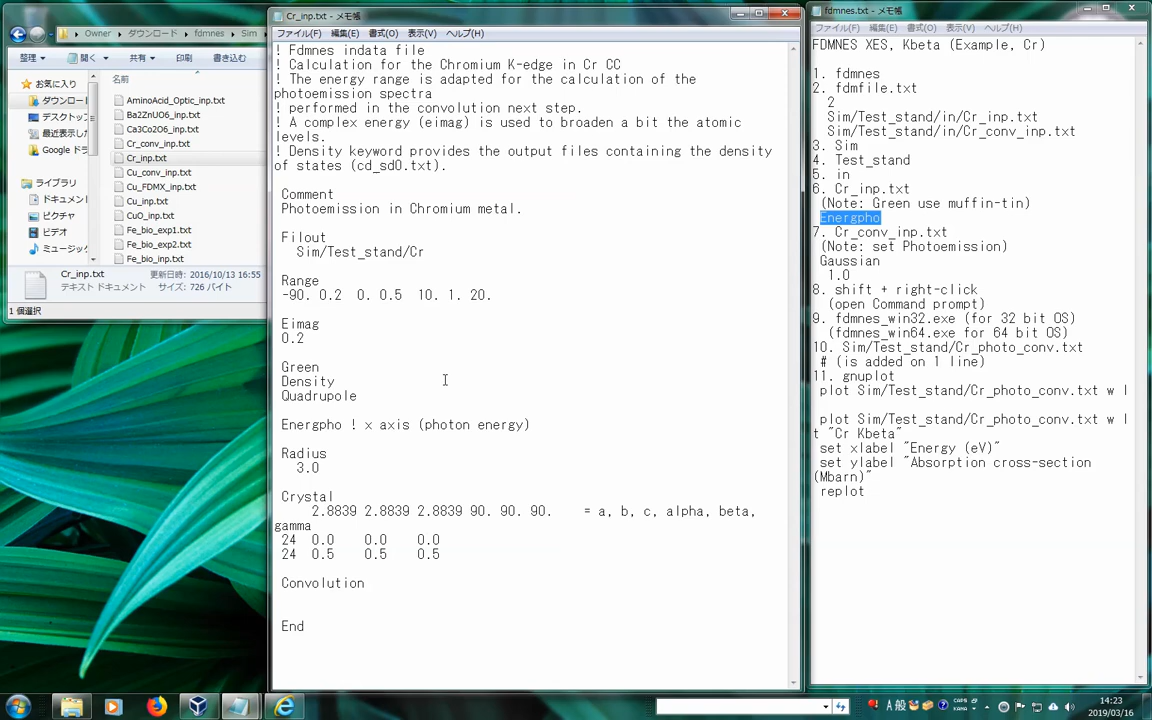 Owner ▸ ダウンロード ▸ fdmnes ▸ Sim
整理 開く 共有 印刷 書き込む
お気に入り
ダウンロー
デスクトッ
最近表示し
Google ド
ライブラリ
ドキュメン
ピクチャ
ビデオ
ミュージッ
名前
AminoAcid_Optic_inp.txt
Ba2ZnUO6_inp.txt
Ca3Co2O6_inp.txt
Cr_conv_inp.txt
Cr_inp.txt
Cu_conv_inp.txt
Cu_FDMX_inp.txt
Cu_inp.txt
CuO_inp.txt
Fe_bio_exp1.txt
Fe_bio_exp2.txt
Fe_bio_inp.txt
Cr_inp.txt 更新日時: 2016/10/13 16:55
テキスト ドキュメント サイズ: 726 バイト
1 個選択
Cr_inp.txt - メモ帳
ファイル(F) 編集(E) 書式(O) 表示(V) ヘルプ(H)
! Fdmnes indata file
! Calculation for the Chromium K-edge in Cr CC
! The energy range is adapted for the calculation of the
photoemission spectra
! performed in the convolution next step.
! A complex energy (eimag) is used to broaden a bit the atomic
levels.
! Density keyword provides the output files containing the density
of states (cd_sd0.txt).
Comment
Photoemission in Chromium metal.
Filout
Sim/Test_stand/Cr
Range
-90. 0.2 0. 0.5 10. 1. 20.
Eimag
0.2
Green
Density
Quadrupole
Energpho ! x axis (photon energy)
Radius
3.0
Crystal
2.8839 2.8839 2.8839 90. 90. 90. = a, b, c, alpha, beta,
gamma
24 0.0 0.0 0.0
24 0.5 0.5 0.5
Convolution
End
fdmnes.txt - メモ帳
ファイル(F) 編集(E) 書式(O) 表示(V) ヘルプ(H)
FDMNES XES, Kbeta (Example, Cr)
1. fdmnes
2. fdmfile.txt
2
Sim/Test_stand/in/Cr_inp.txt
Sim/Test_stand/in/Cr_conv_inp.txt
3. Sim
4. Test_stand
5. in
6. Cr_inp.txt
(Note: Green use muffin-tin)
Energpho
7. Cr_conv_inp.txt
(Note: set Photoemission)
Gaussian
1.0
8. shift + right-click
(open Command prompt)
9. fdmnes_win32.exe (for 32 bit OS)
(fdmnes_win64.exe for 64 bit OS)
10. Sim/Test_stand/Cr_photo_conv.txt
# (is added on 1 line)
11. gnuplot
plot Sim/Test_stand/Cr_photo_conv.txt w l
plot Sim/Test_stand/Cr_photo_conv.txt w l
t "Cr Kbeta"
set xlabel "Energy (eV)"
set ylabel "Absorption cross-section
(Mbarn)"
replot
A 般
CAPS
KANA
14:23
2019/03/16